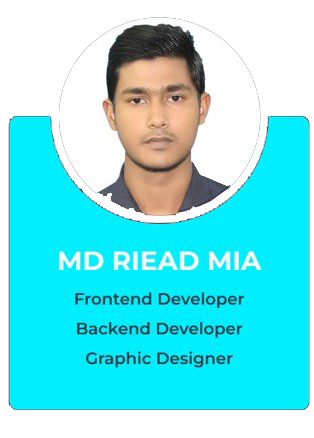 MD RIEAD MIA
Frontend Developer
Backend Developer
Graphic Designer